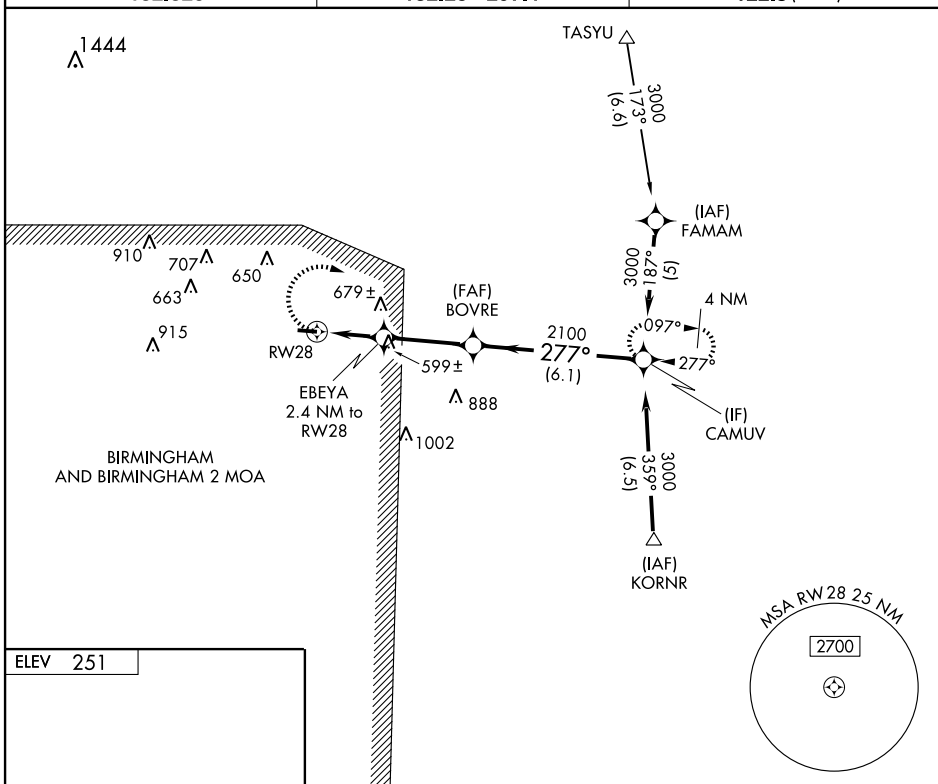 TASYU
1444
3000
173°
(6.6)
(IAF)
FAMAM
910
707
650
663
679±
915
(FAF)
BOVRE
3000
187°
(5)
4 NM
097°
277°
RW28
2100
277°
(6.1)
599±
EBEYA
2.4 NM to
RW28
888
1002
(IF)
CAMUV
BIRMINGHAM
AND BIRMINGHAM 2 MOA
3000
359°
(6.5)
(IAF)
KORNR
MSA RW28 25 NM
2700
ELEV 251